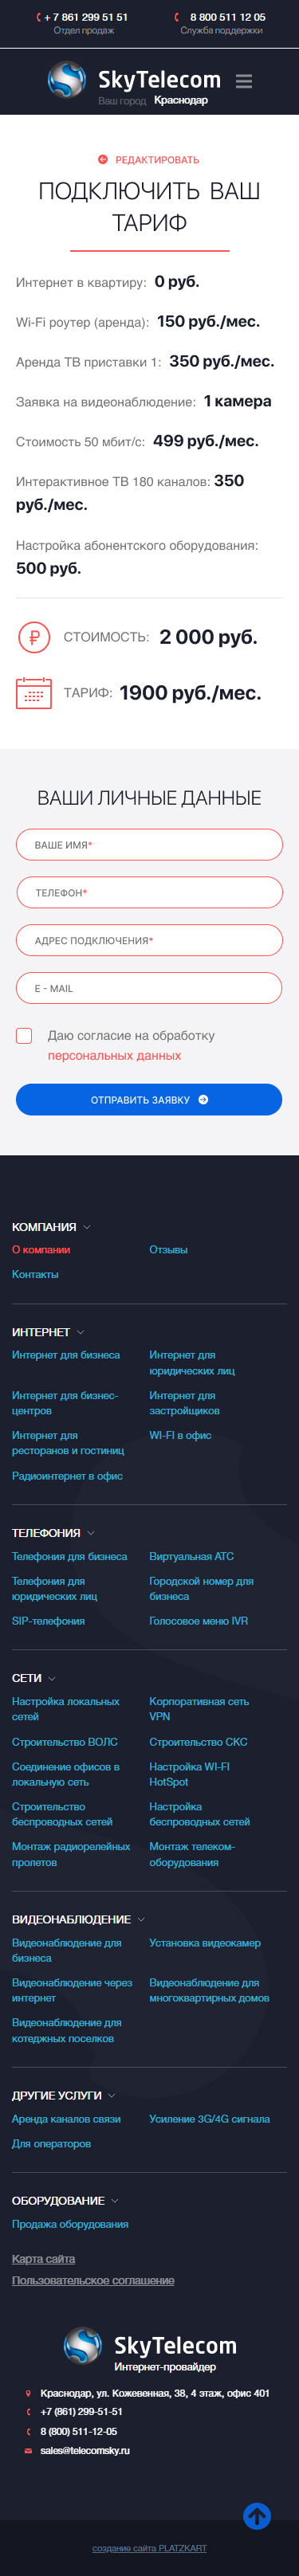 + 7 861 299 51 51
Отдел продаж
8 800 511 12 05
Служба поддержки
SkyTelecom
Ваш город Краснодар
РЕДАКТИРОВАТЬ
ПОДКЛЮЧИТЬ ВАШ
ТАРИФ
Интернет в квартиру: 0 руб.
Wi-Fi роутер (аренда): 150 руб./мес.
Аренда ТВ приставки 1: 350 руб./мес.
Заявка на видеонаблюдение: 1 камера
Стоимость 50 мбит/с: 499 руб./мес.
Интерактивное ТВ 180 каналов: 350
руб./мес.
Настройка абонентского оборудования:
500 руб.
СТОИМОСТЬ: 2 000 руб.
ТАРИФ: 1900 руб./мес.
ВАШИ ЛИЧНЫЕ ДАННЫЕ
ВАШЕ ИМЯ*
ТЕЛЕФОН*
АДРЕС ПОДКЛЮЧЕНИЯ*
E - MAIL
Даю согласие на обработку
персональных данных
ОТПРАВИТЬ ЗАЯВКУ
КОМПАНИЯ
О компании
Отзывы
Контакты
ИНТЕРНЕТ
Интернет для бизнеса
Интернет для
юридических лиц
Интернет для бизнес-
центров
Интернет для
застройщиков
Интернет для
ресторанов и гостиниц
WI-FI в офис
Радиоинтернет в офис
ТЕЛЕФОНИЯ
Телефония для бизнеса
Виртуальная АТС
Телефония для
юридических лиц
Городской номер для
бизнеса
SIP-телефония
Голосовое меню IVR
СЕТИ
Настройка локальных
сетей
Корпоративная сеть
VPN
Строительство ВОЛС
Строительство СКС
Соединение офисов в
локальную сеть
Настройка WI-FI
HotSpot
Строительство
беспроводных сетей
Настройка
беспроводных сетей
Монтаж радиорелейных
пролетов
Монтаж телеком-
оборудования
ВИДЕОНАБЛЮДЕНИЕ
Видеонаблюдение для
бизнеса
Установка видеокамер
Видеонаблюдение через
интернет
Видеонаблюдение для
многоквартирных домов
Видеонаблюдение для
котеджных поселков
ДРУГИЕ УСЛУГИ
Аренда каналов связи
Усиление 3G/4G сигнала
Для операторов
ОБОРУДОВАНИЕ
Продажа оборудования
Карта сайта
Пользовательское соглашение
SkyTelecom
Интернет-провайдер
Краснодар, ул. Кожевенная, 38, 4 этаж, офис 401
+7 (861) 299-51-51
8 (800) 511-12-05
sales@telecomsky.ru
создание сайта PLATZKART